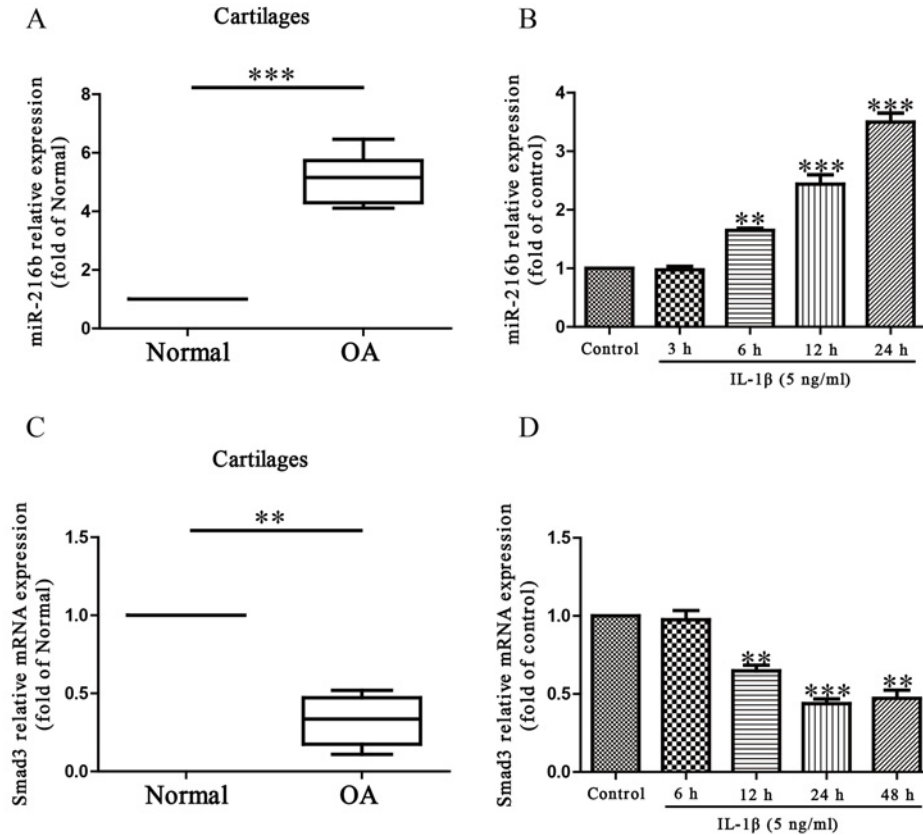 A
Cartilages
miR-216b relative expression
(fold of Normal)
8
6
4
2
0
***
Normal OA
B
miR-216b relative expression
(fold of control)
4
3
2
1
0
**
***
***
Control 3 h 6 h 12 h 24 h
IL-1β (5 ng/ml)
C
Cartilages
Smad3 relative mRNA expression
(fold of Normal)
1.5
1.0
0.5
0.0
**
Normal OA
D
Smad3 relative mRNA expression
(fold of control)
1.5
1.0
0.5
0.0
**
***
**
Control 6 h 12 h 24 h 48 h
IL-1β (5 ng/ml)